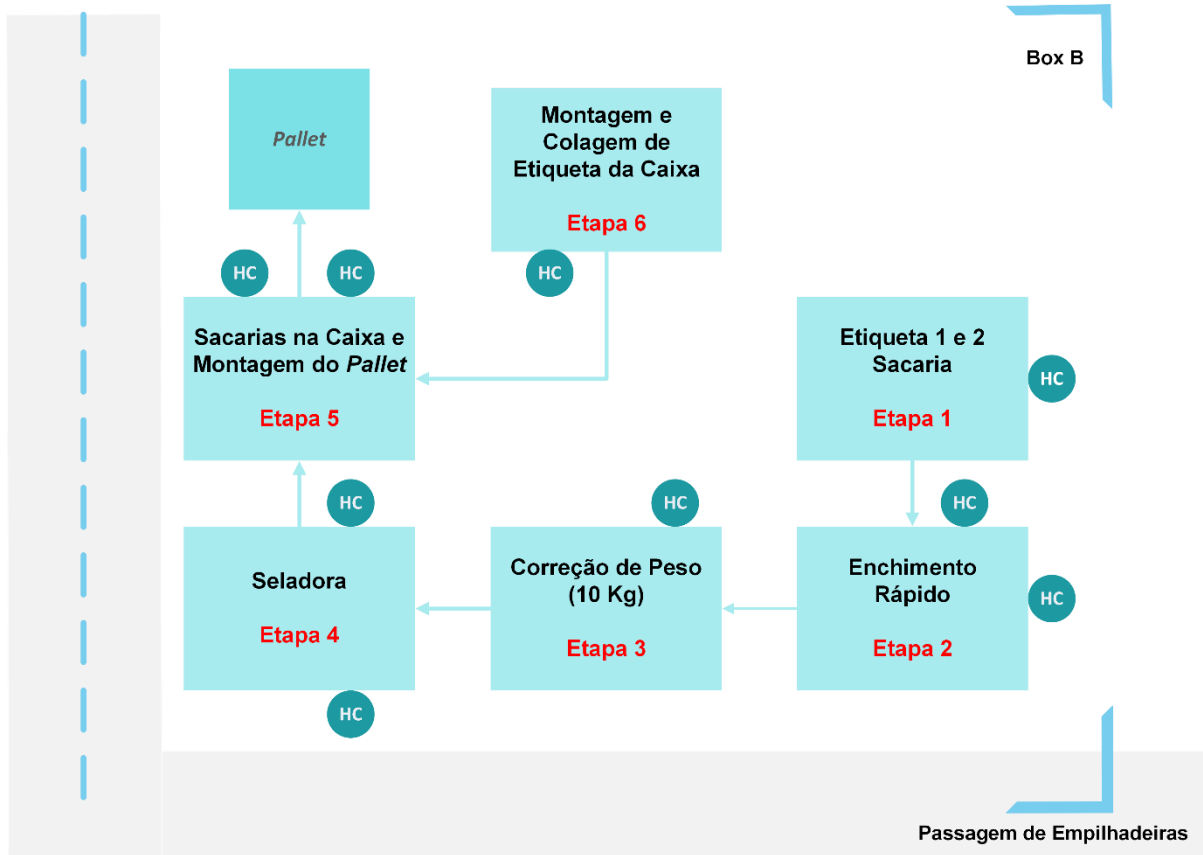 Box B
Pallet
Montagem e
Colagem de
Etiqueta da Caixa
Etapa 6
HC
HC
HC
Sacarias na Caixa e
Montagem do Pallet
Etapa 5
Etiqueta 1 e 2
Sacaria
Etapa 1
HC
HC
HC
HC
Seladora
Etapa 4
Correção de Peso
(10 Kg)
Etapa 3
Enchimento
Rápido
Etapa 2
HC
HC
Passagem de Empilhadeiras